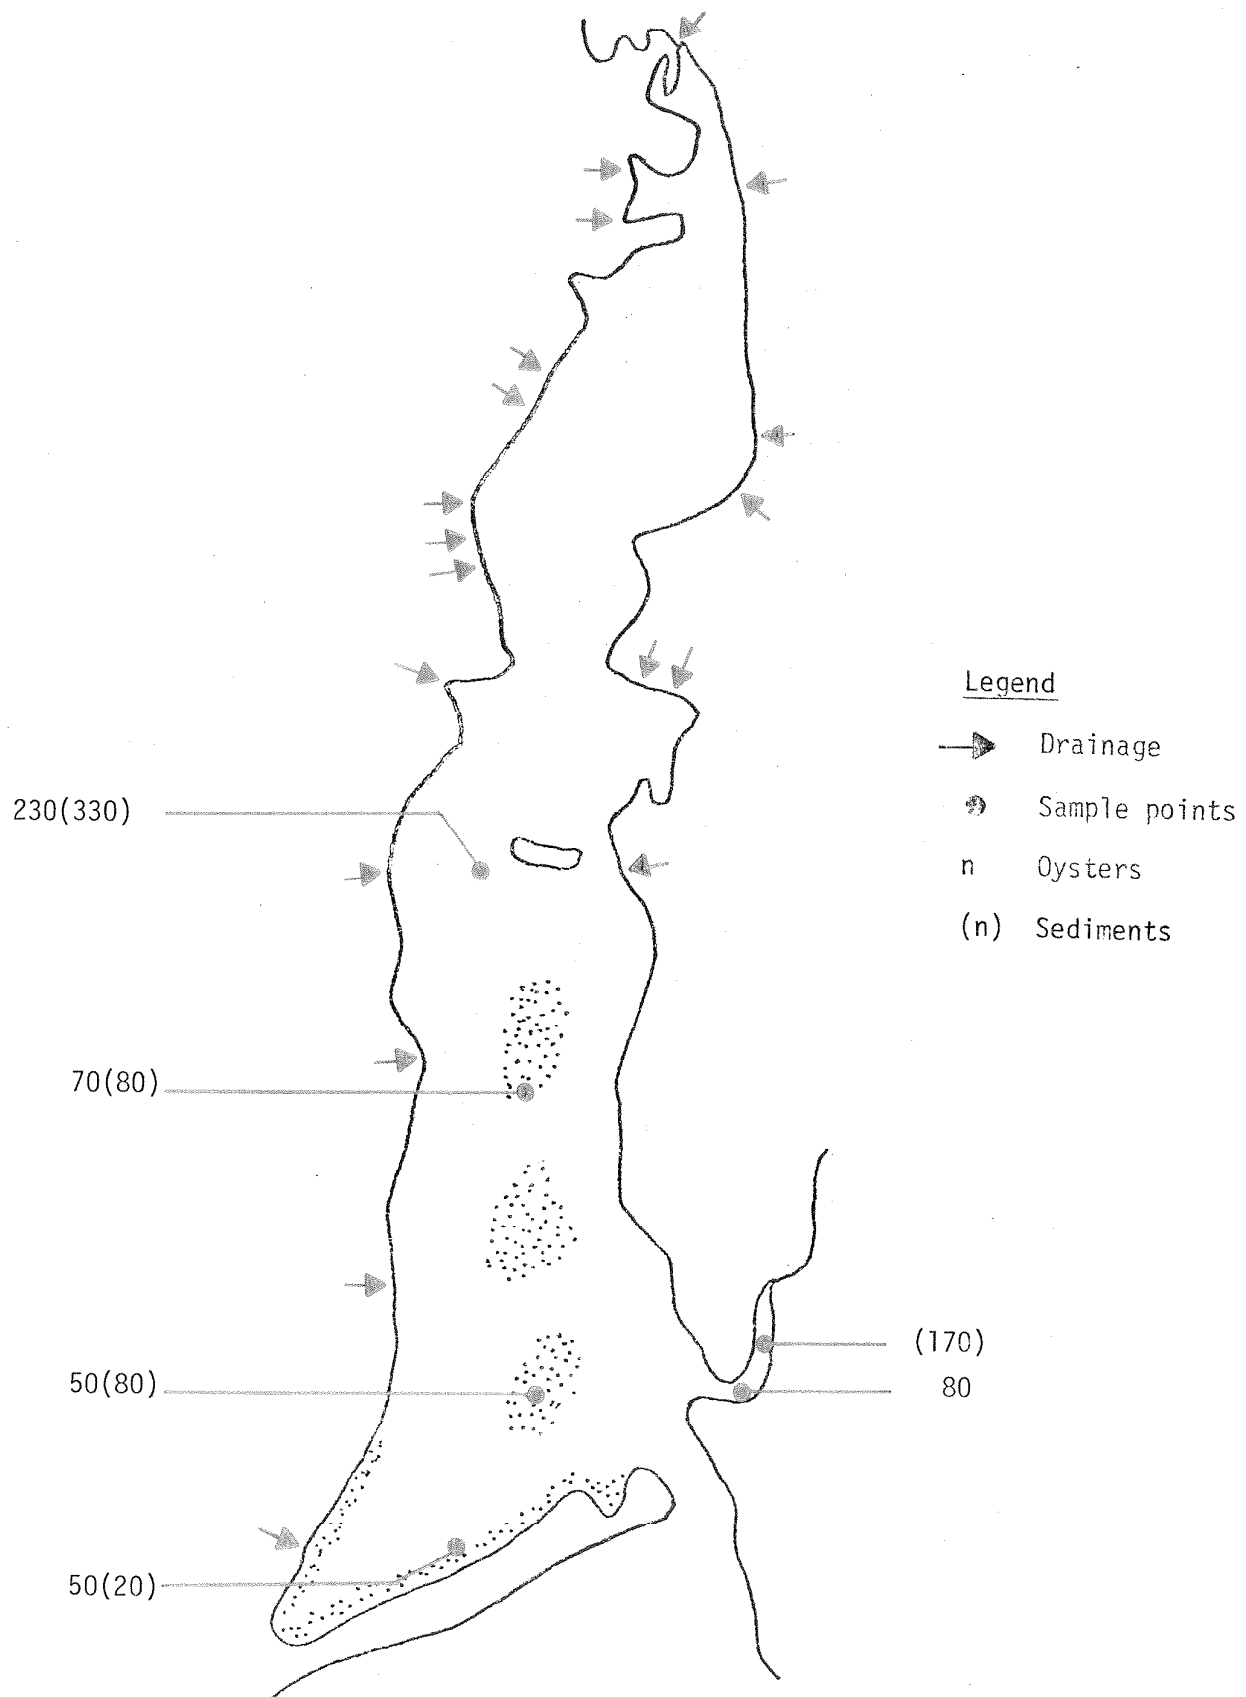 Legend
Drainage
Sample points
n Oysters
(n) Sediments
230(330)
70(80)
50(80)
50(20)
(170)
80